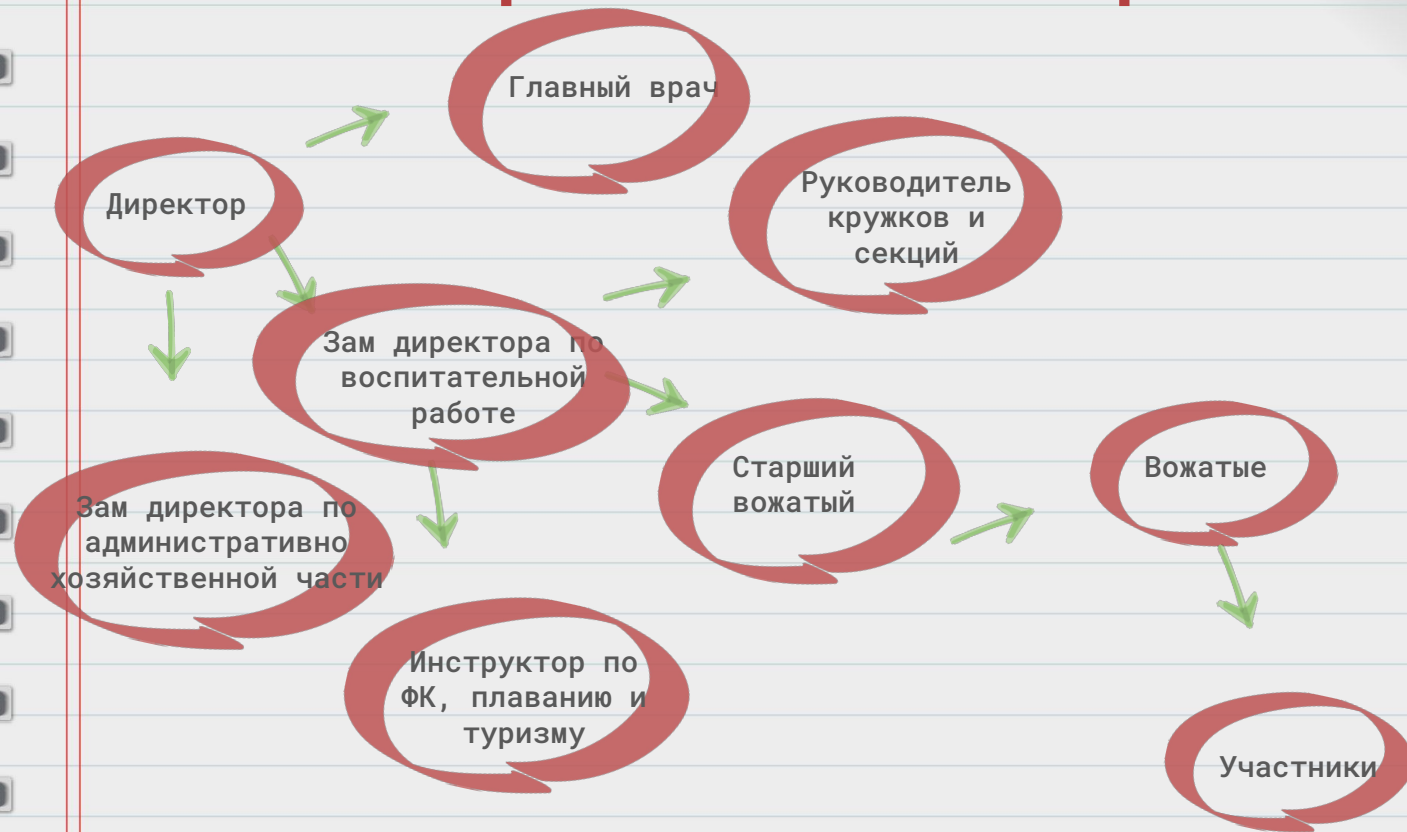 Главный врач
Директор
Руководитель
кружков и
секций
Зам директора по
воспитательной
работе
Старший
вожатый
Вожатые
Зам директора по
административно
хозяйственной части
Инструктор по
ФК, плаванию и
туризму
Участники